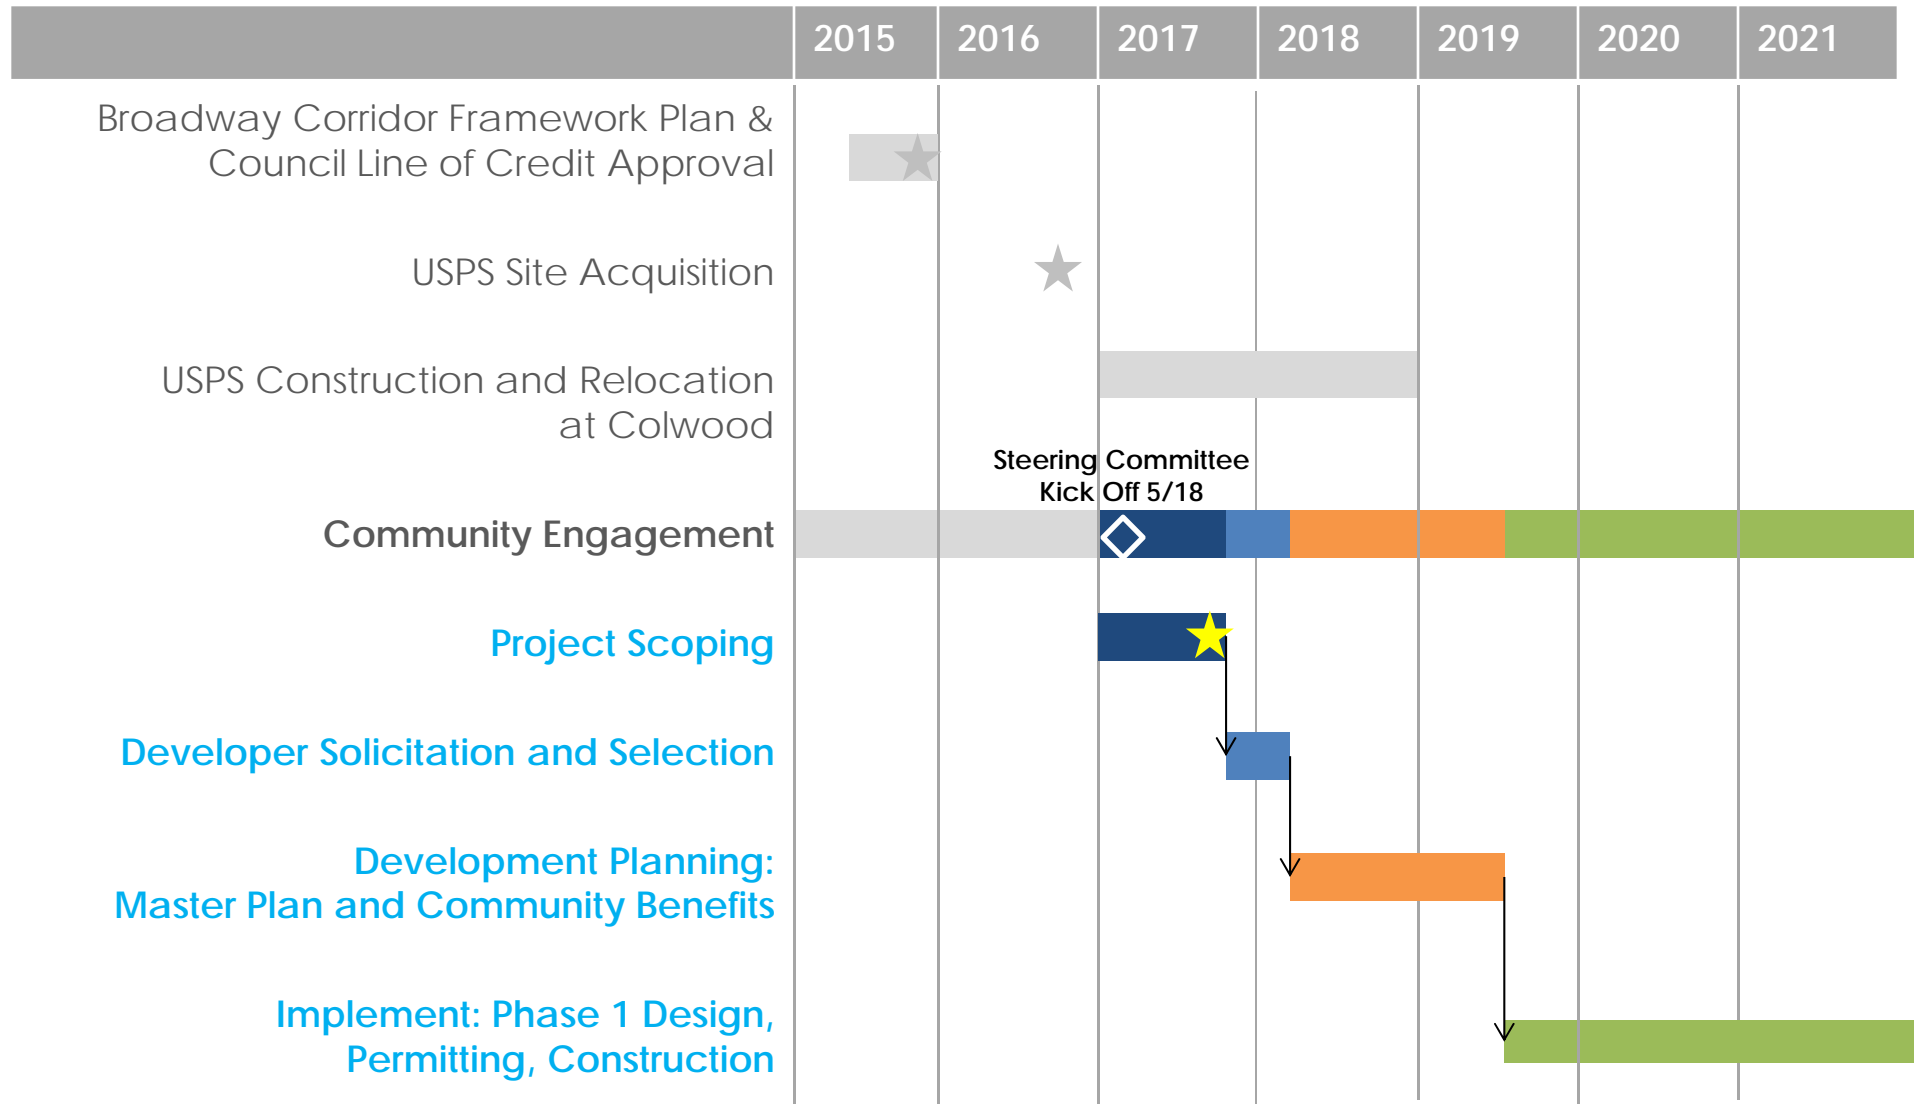 2015 2016 2017 2018 2019 2020 2021
Broadway Corridor Framework Plan &
Council Line of Credit Approval
USPS Site Acquisition
USPS Construction and Relocation
at Colwood
Steering Committee
Kick Off 5/18
Community Engagement
Project Scoping
Developer Solicitation and Selection
Development Planning:
Master Plan and Community Benefits
Implement: Phase 1 Design,
Permitting, Construction